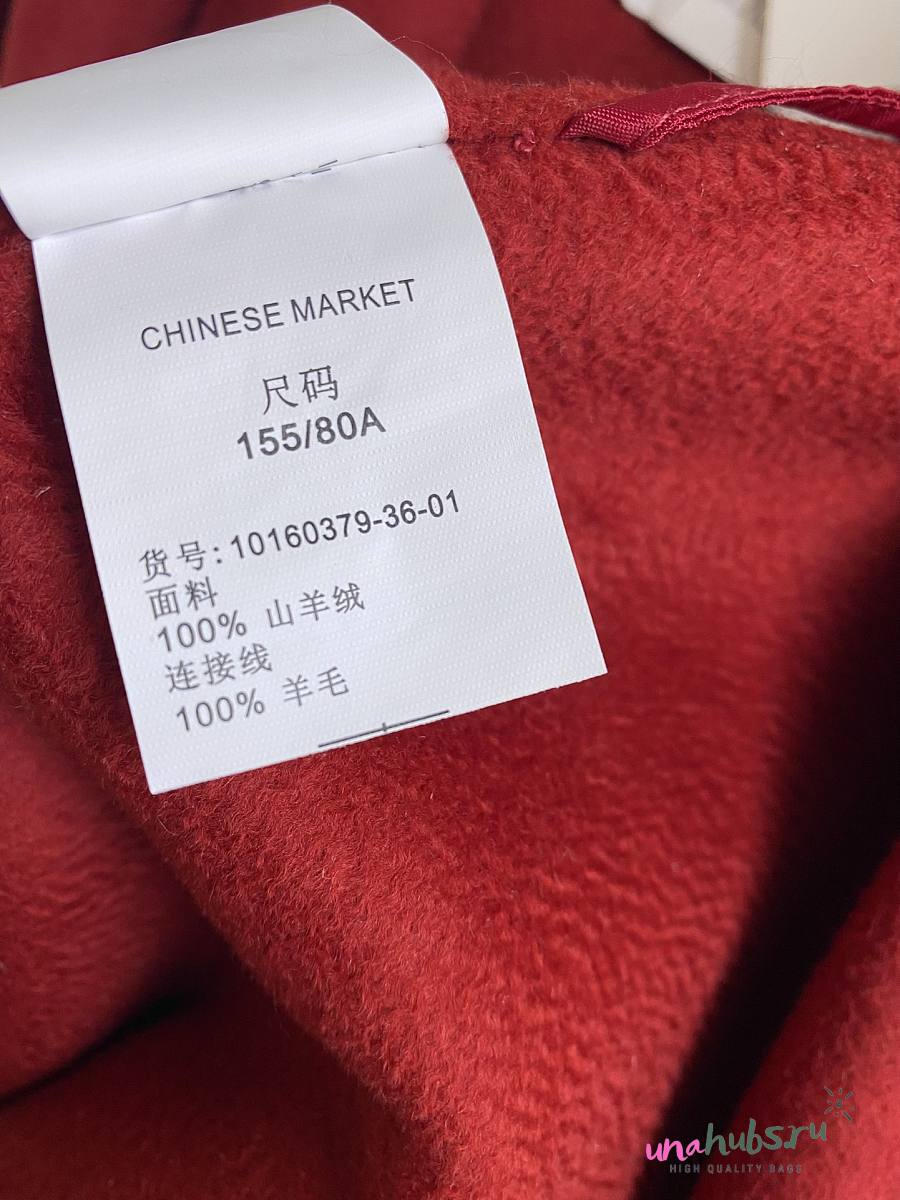 CHINESE MARKET
尺码
155/80A
货号:10160379-36-01
面料
100% 山羊绒
连接线
100% 羊毛
unahubs.ru
HIGH QUALITY BAGS